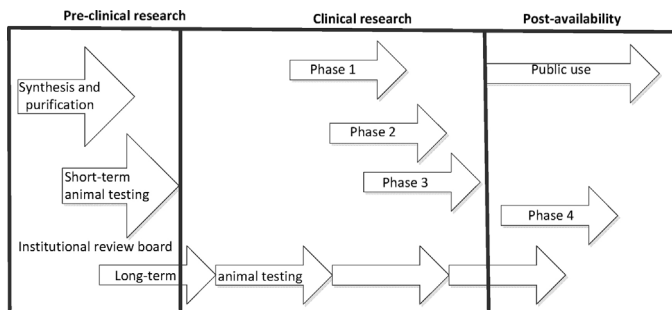 Pre-clinical research
Clinical research
Post-availability
Synthesis and
purification
Phase 1
Public use
Phase 2
Short-term
animal testing
Phase 3
Phase 4
Institutional review board
Long-term
animal testing